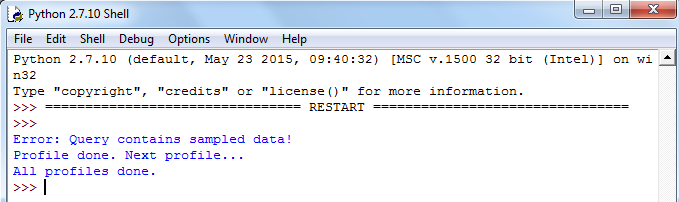 Python 2.7.10 Shell
File Edit Shell Debug Options Window Help
Python 2.7.10 (default, May 23 2015, 09:40:32) [MSC v.1500 32 bit (Intel)] on wi
n32
Type "copyright", "credits" or "license()" for more information.
>>> ================================ RESTART ================================
>>>
Error: Query contains sampled data!
Profile done. Next profile...
All profiles done.
>>>